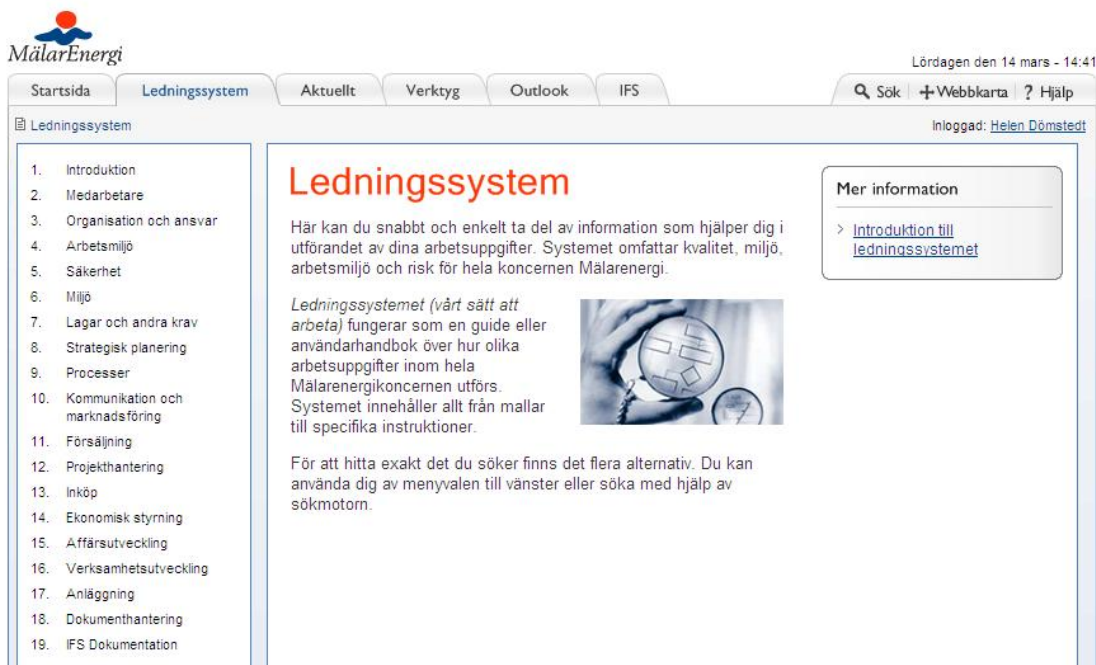 MälarEnergi
Lördagen den 14 mars - 14:41
Startsida Ledningssystem Aktuellt Verktyg Outlook IFS Sök Webbkarta ? Hjälp
Ledningssystem
Inloggad: Helen Dömstedt
1. Introduktion
2. Medarbetare
3. Organisation och ansvar
4. Arbetsmiljö
5. Säkerhet
6. Miljö
7. Lagar och andra krav
8. Strategisk planering
9. Processer
10. Kommunikation och
marknadsföring
11. Försäljning
12. Projekthantering
13. Inköp
14. Ekonomisk styrning
15. Affärsutveckling
16. Verksamhetsutveckling
17. Anläggning
18. Dokumenthantering
19. IFS Dokumentation
Ledningssystem
Här kan du snabbt och enkelt ta del av information som hjälper dig i
utförandet av dina arbetsuppgifter. Systemet omfattar kvalitet, miljö,
arbetsmiljö och risk för hela koncernen Mälarenergi.
Ledningssystemet (vårt sätt att
arbeta) fungerar som en guide eller
användarhandbok över hur olika
arbetsuppgifter inom hela
Mälarenergikoncernen utförs.
Systemet innehåller allt från mallar
till specifika instruktioner.
För att hitta exakt det du söker finns det flera alternativ. Du kan
använda dig av menyvalen till vänster eller söka med hjälp av
sökmotorn.
Mer information
> Introduktion till
ledningssystemet